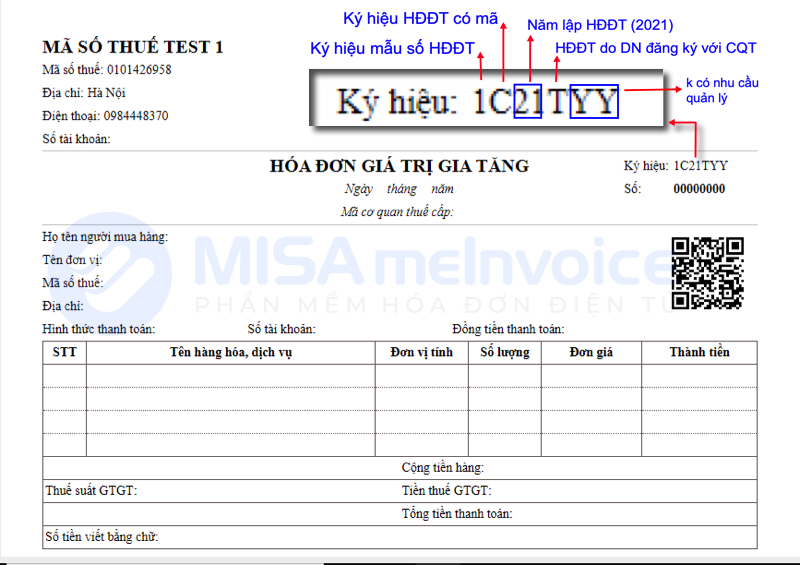 Ký hiệu HĐĐT có mã
Năm lập HĐĐT (2021)
Ký hiệu mẫu số HĐĐT
HĐĐT do DN đăng ký với CQT
k có nhu cầu
quản lý
Ký hiệu: 1C21TYY
MÃ SỐ THUẾ TEST 1
Mã số thuế: 0101426958
Địa chỉ: Hà Nội
Điện thoại: 0984448370
Số tài khoản:
HÓA ĐƠN GIÁ TRỊ GIA TĂNG
Ký hiệu: 1C21TYY
Ngày tháng năm
Số: 00000000
Mã cơ quan thuế cấp:
MISA meInvoice
PHẦN MỀM HÓA ĐƠN ĐIỆN TỬ
Họ tên người mua hàng:
Tên đơn vị:
Mã số thuế:
Địa chỉ:
Hình thức thanh toán: Số tài khoản: Đồng tiền thanh toán:
STT Tên hàng hóa, dịch vụ Đơn vị tính Số lượng Đơn giá Thành tiền
Cộng tiền hàng:
Thuế suất GTGT: Tiền thuế GTGT:
Tổng tiền thanh toán:
Số tiền viết bằng chữ: